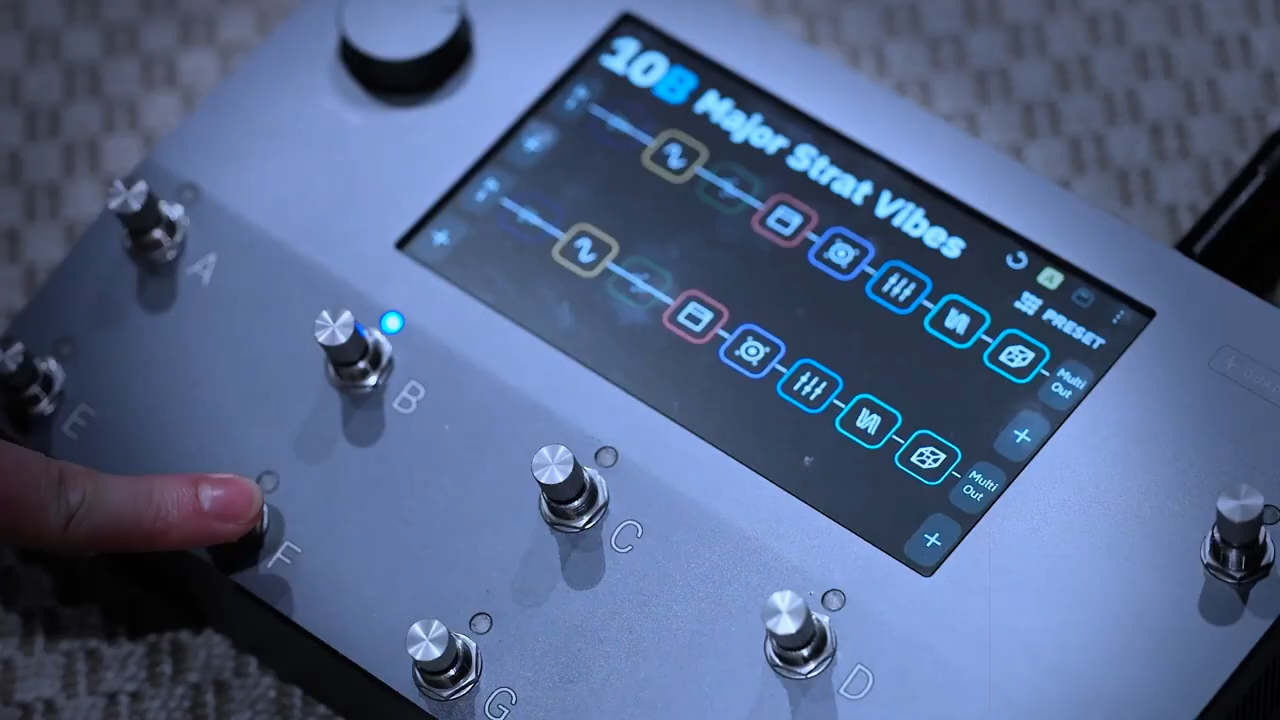 10B Major Strat Vibes
A
PRESET
Multi
Out
+
Multi
Out
+
+
+
A
B
C
D
E
F
G